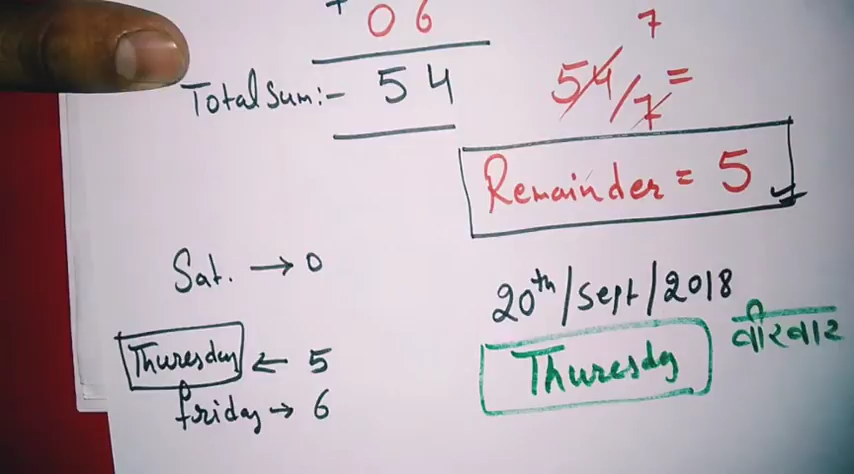 + 06
Total Sum:- 54
7
54/7 =
Remainder = 5
Sat. → 0
Thuresday ← 5
friday → 6
20th/Sept/2018
Thuresdy
वीरवार